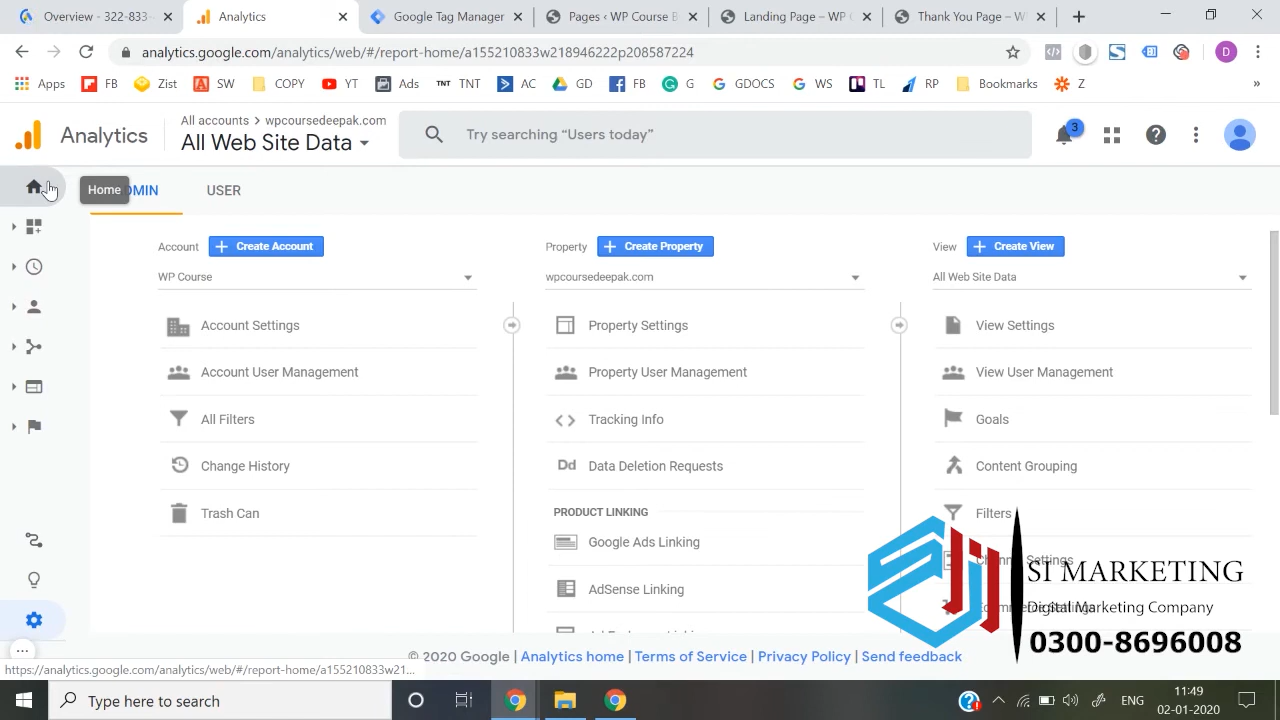 Overview - 322-833-
Analytics
Google Tag Manager
Pages ‹ WP Course B
Landing Page – WP C
Thank You Page – W
analytics.google.com/analytics/web/#/report-home/a155210833w218946222p208587224
D
Apps FB Zist SW COPY YT Ads TNT TNT AC GD FB G GDOCS WS TL RP Bookmarks Z »
Analytics
All accounts > wpcoursedeepak.com
All Web Site Data
Try searching “Users today”
3
Home
DMIN
USER
Account + Create Account
WP Course
Account Settings
Account User Management
All Filters
Change History
Trash Can
Property + Create Property
wpcoursedeepak.com
Property Settings
Property User Management
Tracking Info
Dd Data Deletion Requests
PRODUCT LINKING
Google Ads Linking
AdSense Linking
View + Create View
All Web Site Data
View Settings
View User Management
Goals
Content Grouping
Filters
SI MARKETING
Digital Marketing Company
0300-8696008
© 2020 Google | Analytics home | Terms of Service | Privacy Policy | Send feedback
https://analytics.google.com/analytics/web/#/report-home/a155210833w21...
Type here to search
ENG
11:49
02-01-2020